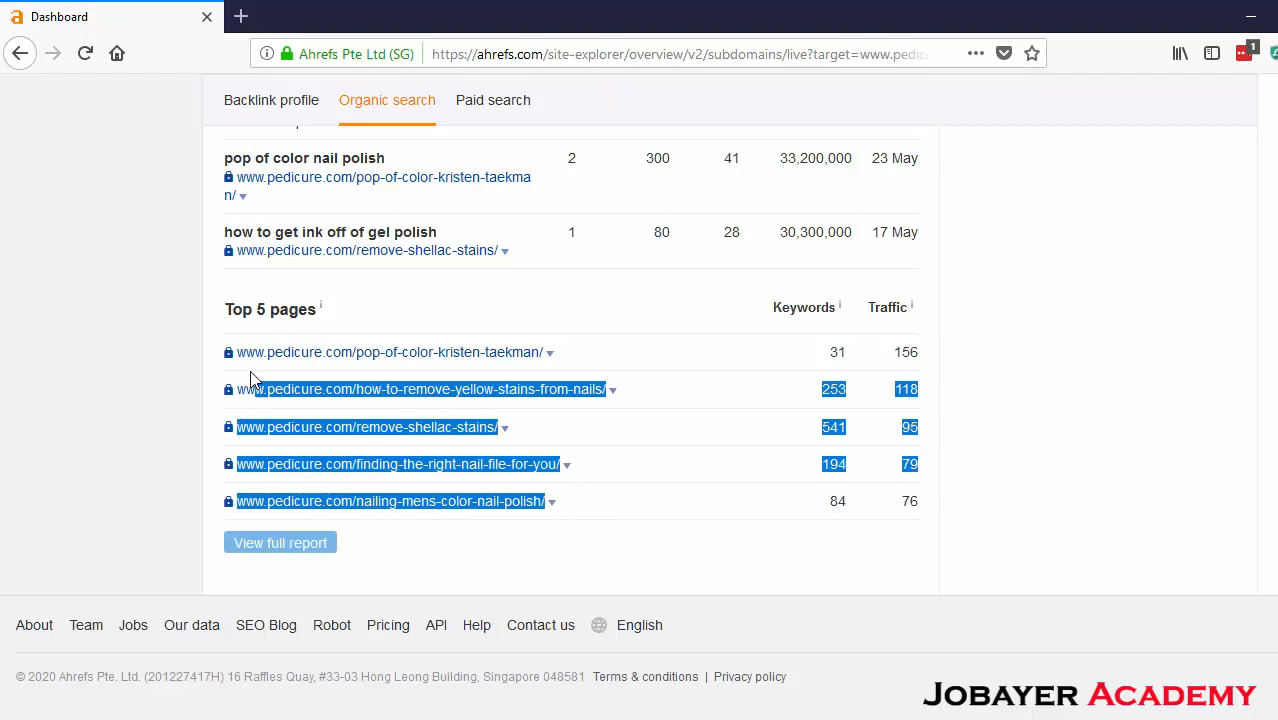 Dashboard
Ahrefs Pte Ltd (SG)
https://ahrefs.com/site-explorer/overview/v2/subdomains/live?target=www.pedic
1
Backlink profile
Organic search
Paid search
pop of color nail polish 2 300 41 33,200,000 23 May
www.pedicure.com/pop-of-color-kristen-taekma
n/
how to get ink off of gel polish 1 80 28 30,300,000 17 May
www.pedicure.com/remove-shellac-stains/
Top 5 pages i Keywords i Traffic i
www.pedicure.com/pop-of-color-kristen-taekman/ 31 156
www.pedicure.com/how-to-remove-yellow-stains-from-nails/ 253 118
www.pedicure.com/remove-shellac-stains/ 541 95
www.pedicure.com/finding-the-right-nail-file-for-you/ 194 79
www.pedicure.com/nailing-mens-color-nail-polish/ 84 76
View full report
About Team Jobs Our data SEO Blog Robot Pricing API Help Contact us English
© 2020 Ahrefs Pte. Ltd. (201227417H) 16 Raffles Quay, #33-03 Hong Leong Building, Singapore 048581 Terms & conditions | Privacy policy
JOBAYER ACADEMY